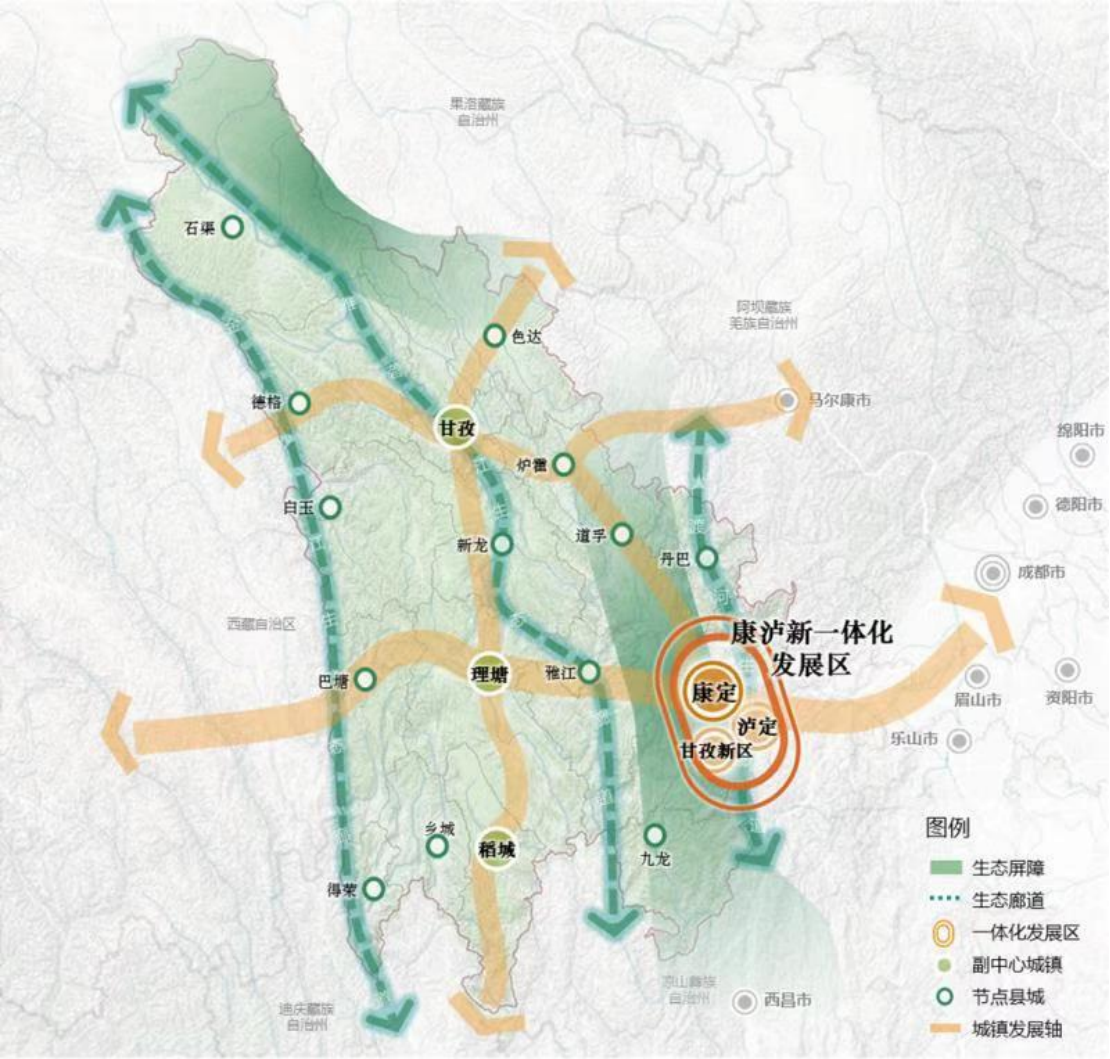 果洛藏族
自治州
石渠
色达
阿坝藏族
羌族自治州
德格
马尔康市
甘孜
绵阳市
炉霍
白玉
德阳市
道孚
新龙
丹巴
成都市
西藏自治区
康泸新一体化
发展区
理塘
雅江
巴塘
康定
眉山市
资阳市
泸定
甘孜新区
乐山市
乡城
稻城
九龙
得荣
凉山彝族
自治州
西昌市
迪庆藏族
自治州
图例
生态屏障
生态廊道
一体化发展区
副中心城镇
节点县城
城镇发展轴